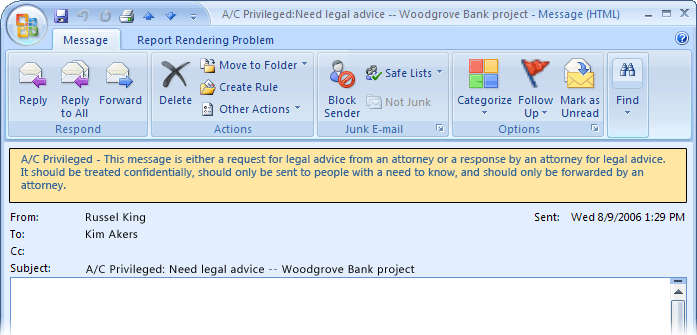 A/C Privileged:Need legal advice -- Woodgrove Bank project - Message (HTML)
Message Report Rendering Problem
Reply
Reply to All
Forward
Respond
Delete
Move to Folder
Create Rule
Other Actions
Actions
Block Sender
Safe Lists
Not Junk
Junk E-mail
Categorize
Follow Up
Mark as Unread
Options
Find
A/C Privileged - This message is either a request for legal advice from an attorney or a response by an attorney for legal advice.
It should be treated confidentially, should only be sent to people with a need to know, and should only be forwarded by an
attorney.
From: Russel King Sent: Wed 8/9/2006 1:29 PM
To: Kim Akers
Cc:
Subject: A/C Privileged: Need legal advice -- Woodgrove Bank project